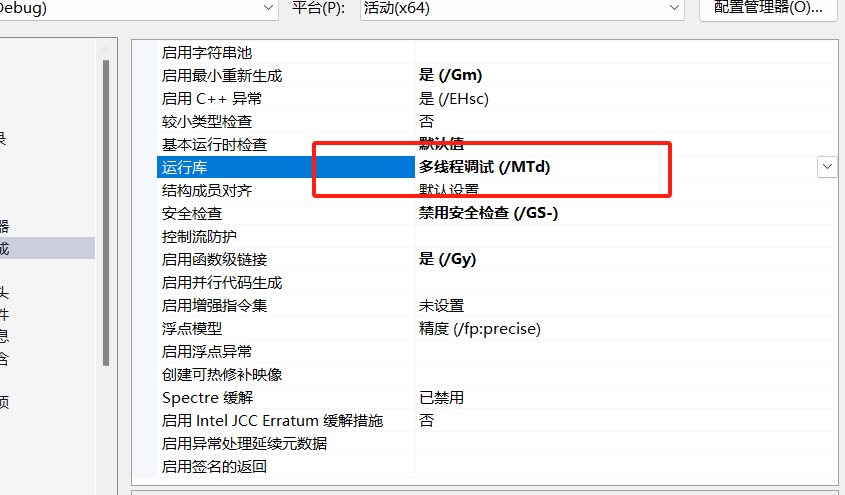 Debug)
平台(P):
活动(x64)
配置管理器(O)...
启用字符串池
启用最小重新生成 是 (/Gm)
启用 C++ 异常 是 (/EHsc)
较小类型检查 否
基本运行时检查 默认值
运行库 多线程调试 (/MTd)
结构成员对齐 默认设置
安全检查 禁用安全检查 (/GS-)
控制流防护
启用函数级链接 是 (/Gy)
启用并行代码生成
启用增强指令集 未设置
浮点模型 精度 (/fp:precise)
启用浮点异常
创建可热修补映像
Spectre 缓解 已禁用
启用 Intel JCC Erratum 缓解措施 否
启用异常处理延续元数据
启用签名的返回
录
器
成
头
件
息
含
页